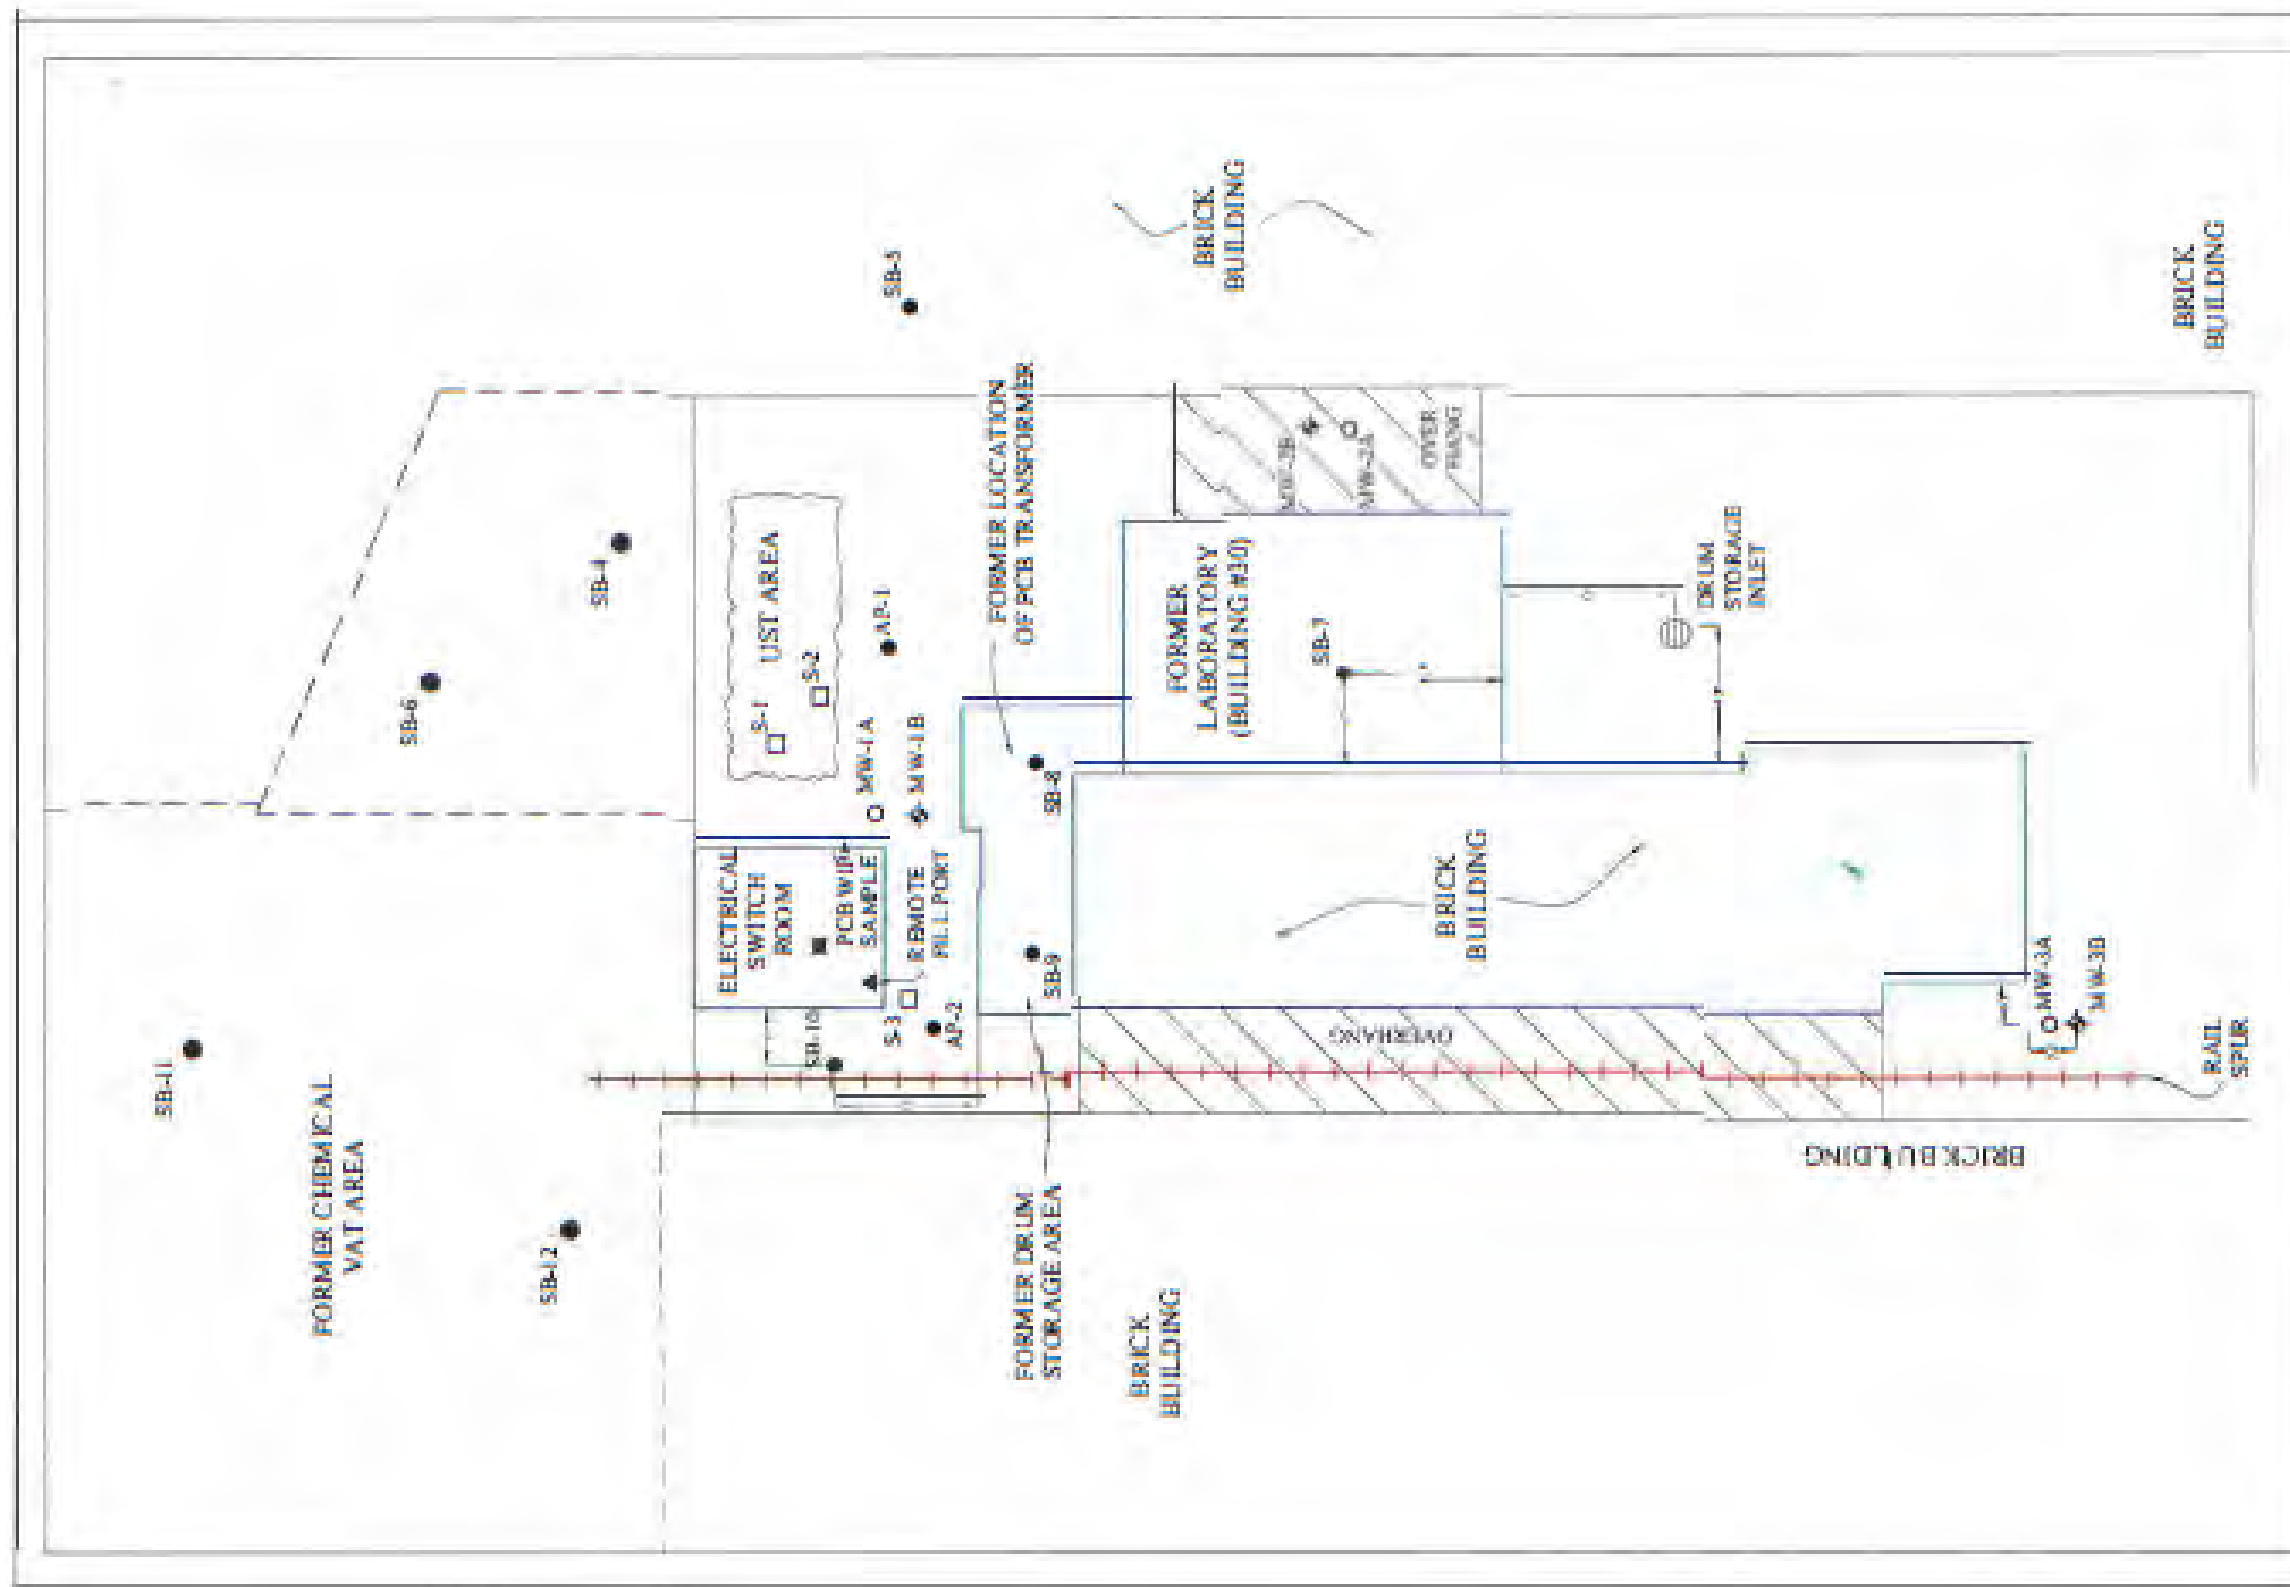 SB-11
FORMER CHEMICAL
VAT AREA
SB-12
SB-6
SB-4
SB-5
ELECTRICAL
SWITCH
ROOM
PCB WIPE
SAMPLE
REMOTE
FILL PORT
S-1
UST AREA
S-2
AP-1
MW-1A
MW-1B
SB-10
S-3
AP-2
FORMER LOCATION
OF PCB TRANSFORMER
SB-8
SB-9
FORMER DRUM
STORAGE AREA
BRICK
BUILDING
FORMER
LABORATORY
(BUILDING #30)
SB-7
MW-2B
MW-2A
OVER
HANG
BRICK
BUILDING
DRUM
STORAGE
INLET
BRICK
BUILDING
OVERHANG
MW-3A
MW-3B
RAIL
SPUR
BRICK BUILDING
BRICK
BUILDING